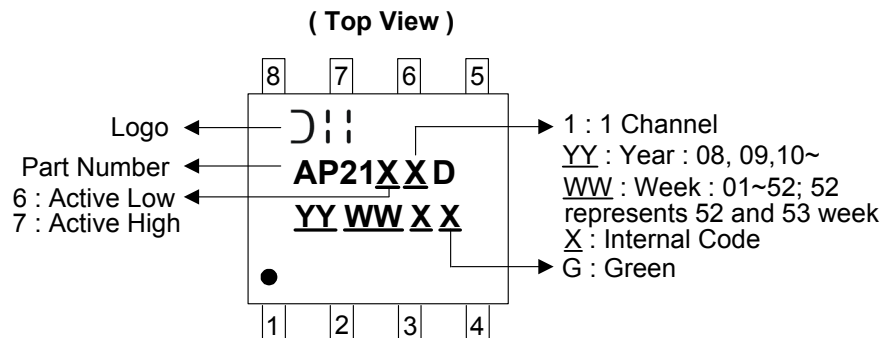 ( Top View )
8 7 6 5
Logo
Part Number
6 : Active Low
7 : Active High
AP21X X D
YY WW X X
1 : 1 Channel
YY : Year : 08, 09,10~
WW : Week : 01~52; 52
represents 52 and 53 week
X : Internal Code
G : Green
1 2 3 4